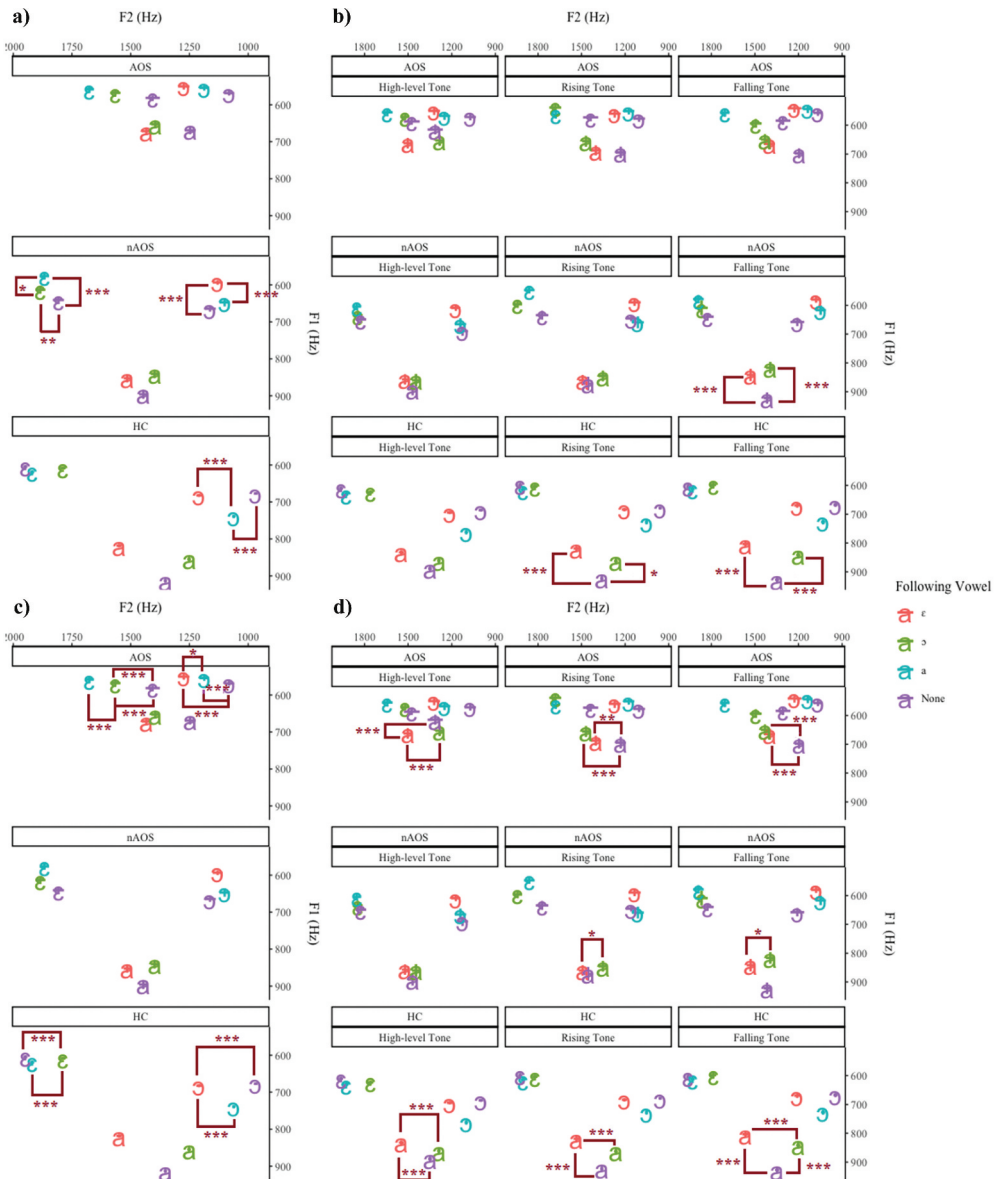 a) F2 (Hz)
2000 1750 1500 1250 1000
AOS
600
700
800
900
nAOS
* *** *** ***
**
600
700
800
900
HC
***
***
600
700
800
900
F1 (Hz)
b) F2 (Hz)
1800 1500 1200 900 1800 1500 1200 900 1800 1500 1200 900
AOS AOS AOS
High-level Tone Rising Tone Falling Tone
600
700
800
900
nAOS nAOS nAOS
High-level Tone Rising Tone Falling Tone
*** ***
600
700
800
900
HC HC HC
High-level Tone Rising Tone Falling Tone
*** * *** ***
600
700
800
900
F1 (Hz)
c) F2 (Hz)
2000 1750 1500 1250 1000
AOS
*
*** ***
*** *** ***
600
700
800
900
nAOS
600
700
800
900
HC
*** ***
*** ***
600
700
800
900
F1 (Hz)
d) F2 (Hz)
1800 1500 1200 900 1800 1500 1200 900 1800 1500 1200 900
AOS AOS AOS
High-level Tone Rising Tone Falling Tone
*** ** ***
*** *** ***
600
700
800
900
nAOS nAOS nAOS
High-level Tone Rising Tone Falling Tone
* *
600
700
800
900
HC HC HC
High-level Tone Rising Tone Falling Tone
*** *** ***
*** *** *** ***
600
700
800
900
F1 (Hz)
Following Vowel
a ɛ
a ɔ
a a
a None